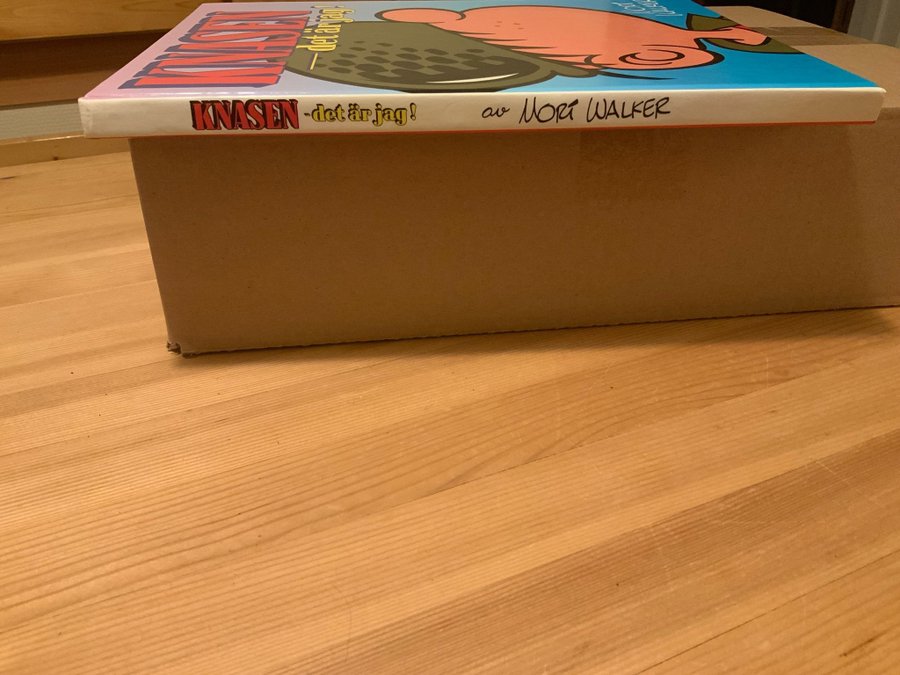 KNASEN
—det är jag!
KNASEN -det är jag! av MORT WALKER